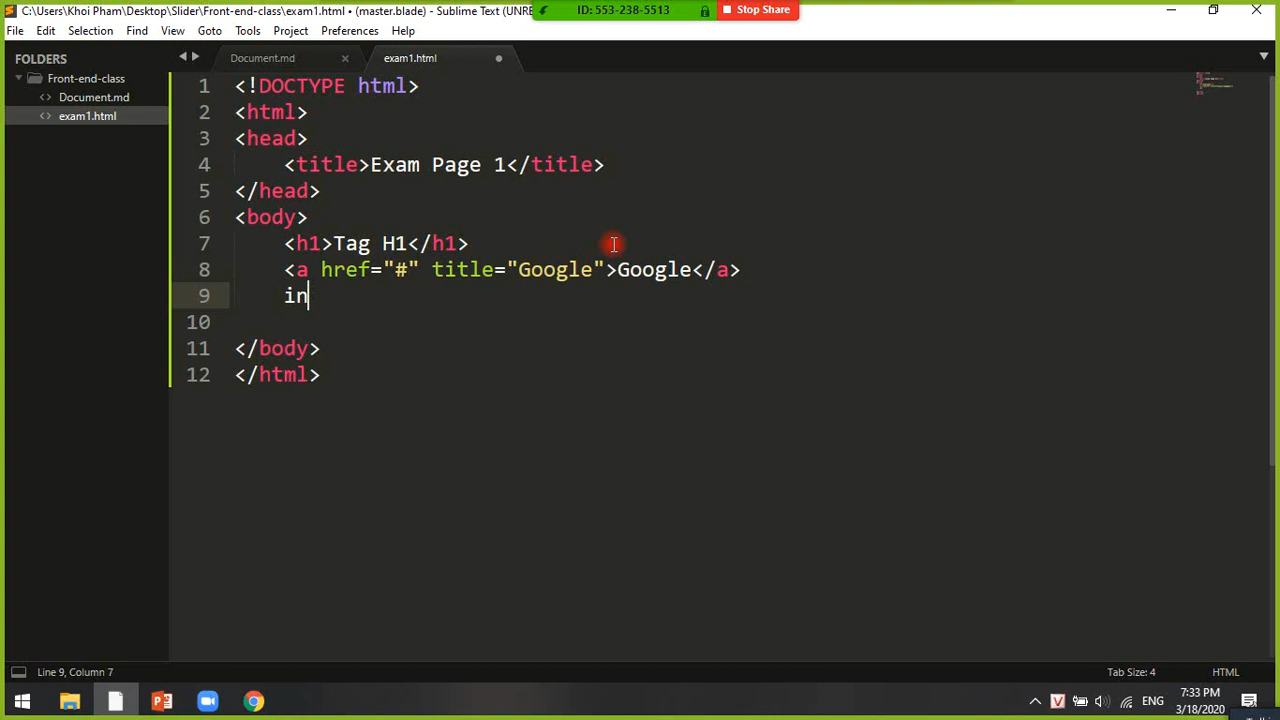 C:\Users\Khoi Pham\Desktop\Slider\Front-end-class\exam1.html • (master.blade) - Sublime Text (UNRE
ID: 553-238-5513
Stop Share
File Edit Selection Find View Goto Tools Project Preferences Help
FOLDERS
Front-end-class
<> Document.md
<> exam1.html
Document.md
exam1.html
1 <!DOCTYPE html>
2 <html>
3 <head>
4 <title>Exam Page 1</title>
5 </head>
6 <body>
7 <h1>Tag H1</h1>
8 <a href="#" title="Google">Google</a>
9 in
10
11 </body>
12 </html>
Line 9, Column 7
Tab Size: 4
HTML
ENG
7:33 PM
3/18/2020